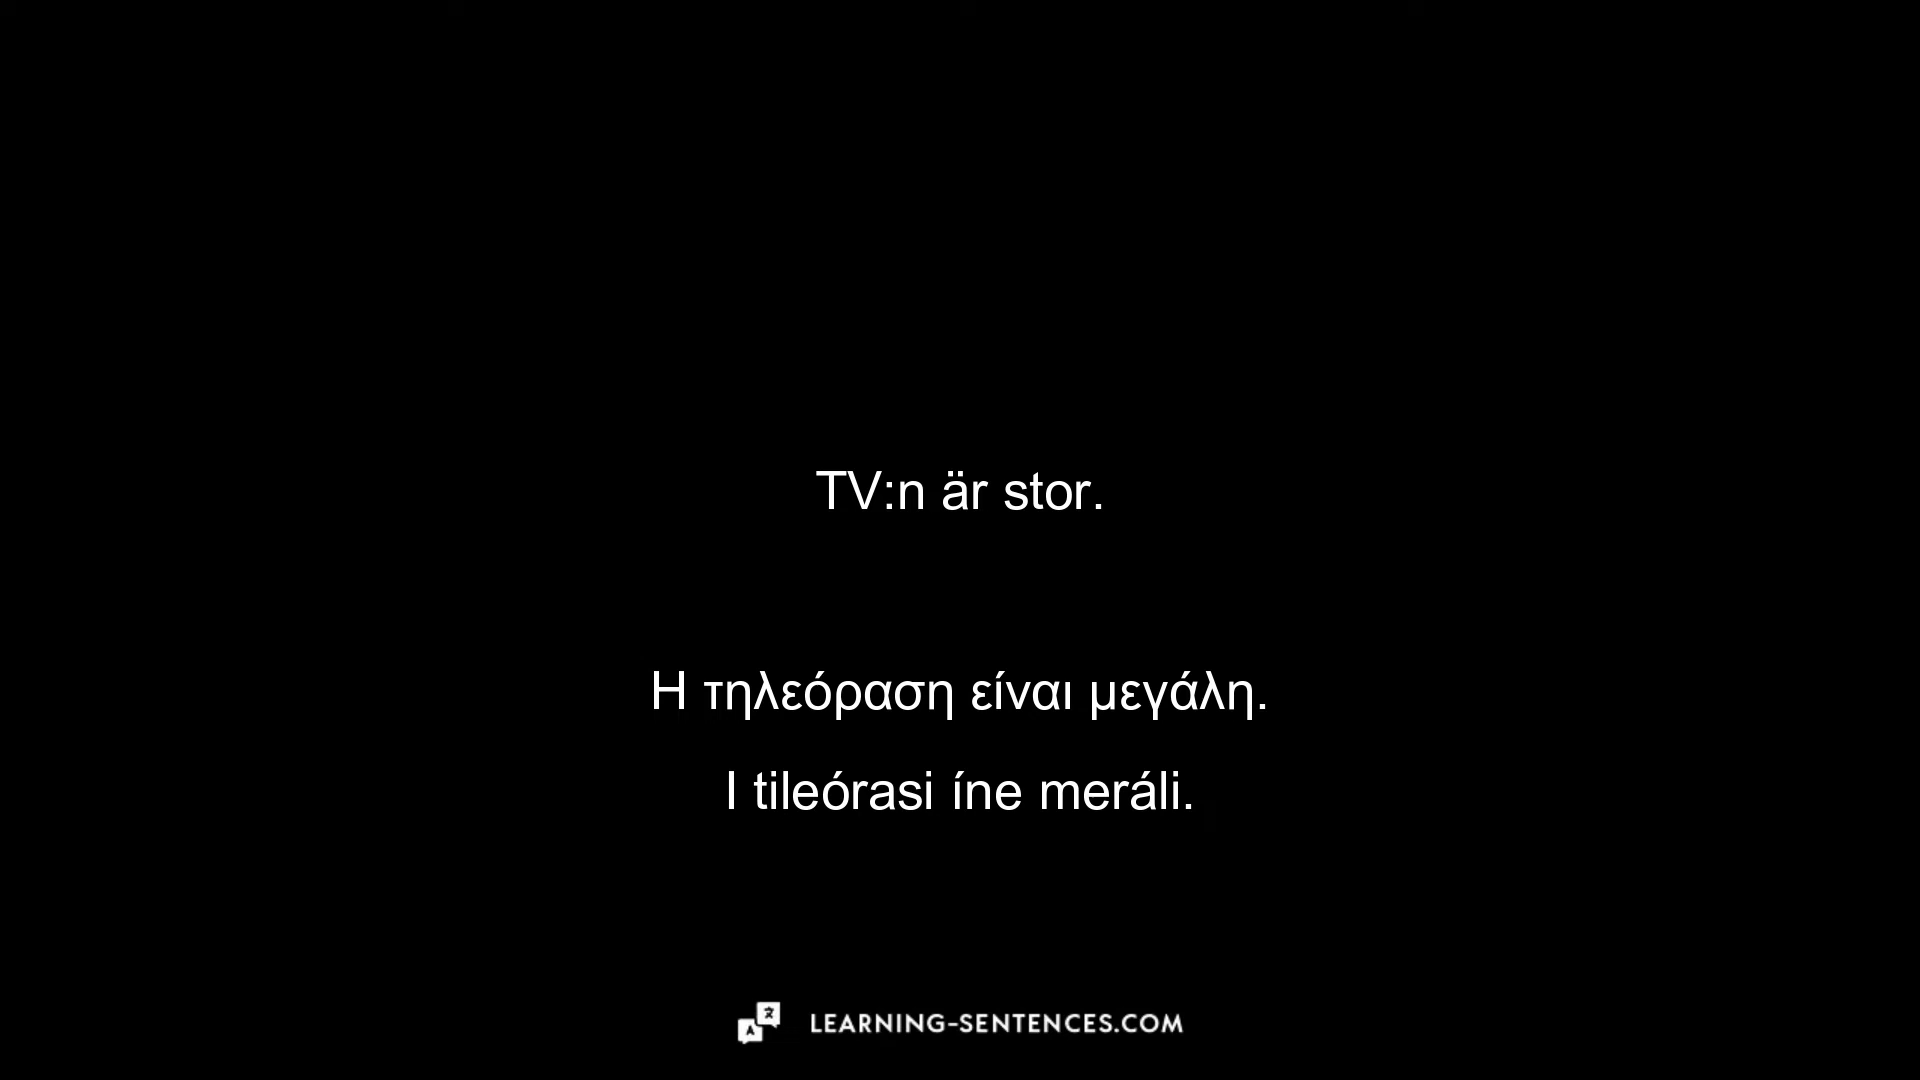 TV:n är stor.
Η τηλεόραση είναι μεγάλη.
I tileórasi íne meráli.
LEARNING-SENTENCES.COM